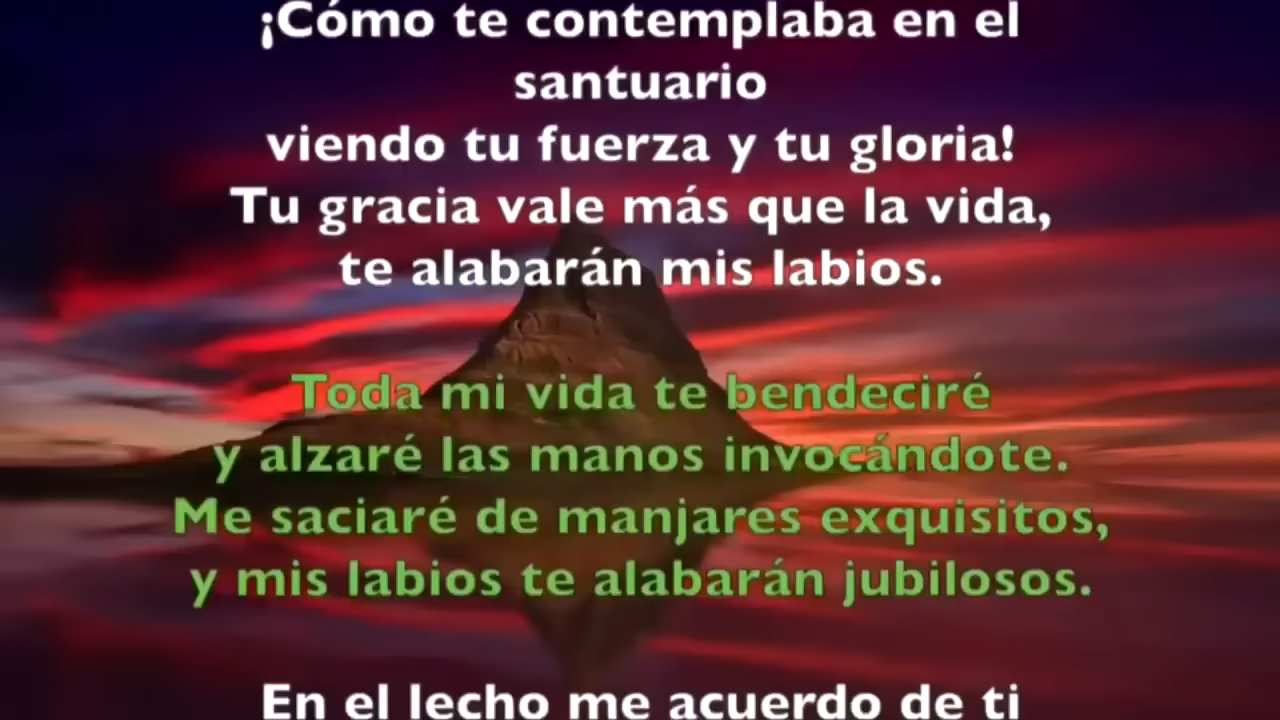 ¡Cómo te contemplaba en el
santuario
viendo tu fuerza y tu gloria!
Tu gracia vale más que la vida,
te alabarán mis labios.
Toda mi vida te bendeciré
y alzaré las manos invocándote.
Me saciaré de manjares exquisitos,
y mis labios te alabarán jubilosos.
En el lecho me acuerdo de ti